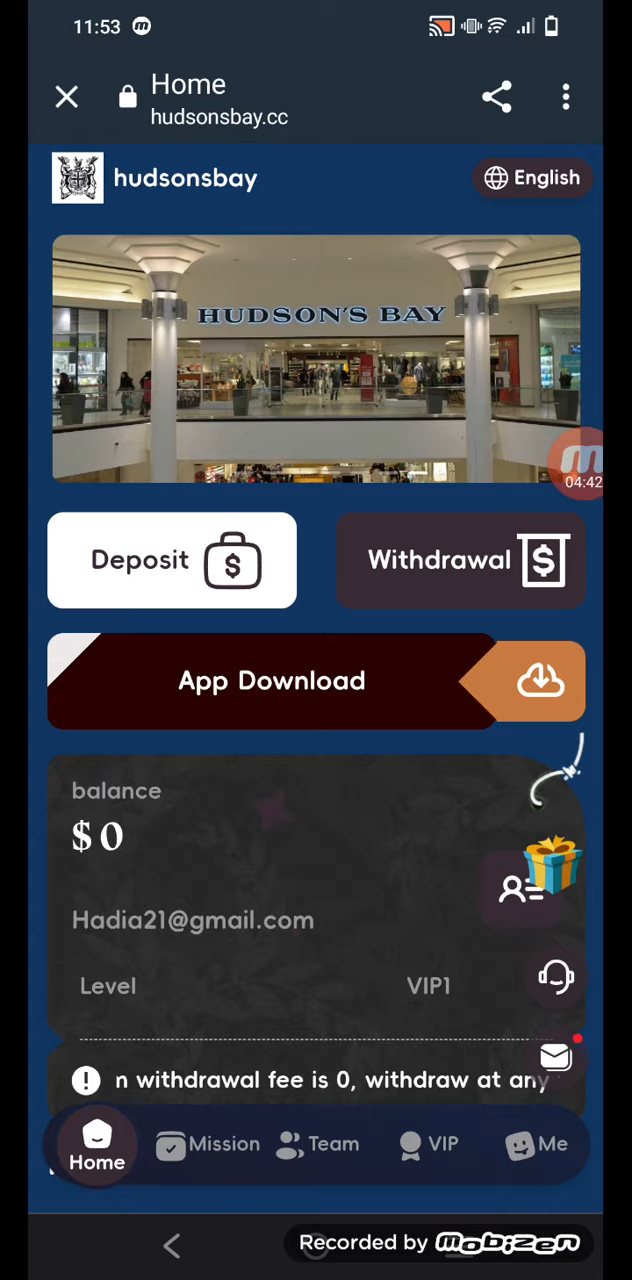 11:53
Home
hudsonsbay.cc
hudsonsbay
English
HUDSON'S BAY
04:42
Deposit
Withdrawal
App Download
balance
$ 0
Hadia21@gmail.com
Level VIP1
n withdrawal fee is 0, withdraw at any
Home Mission Team VIP Me
Recorded by mobizen